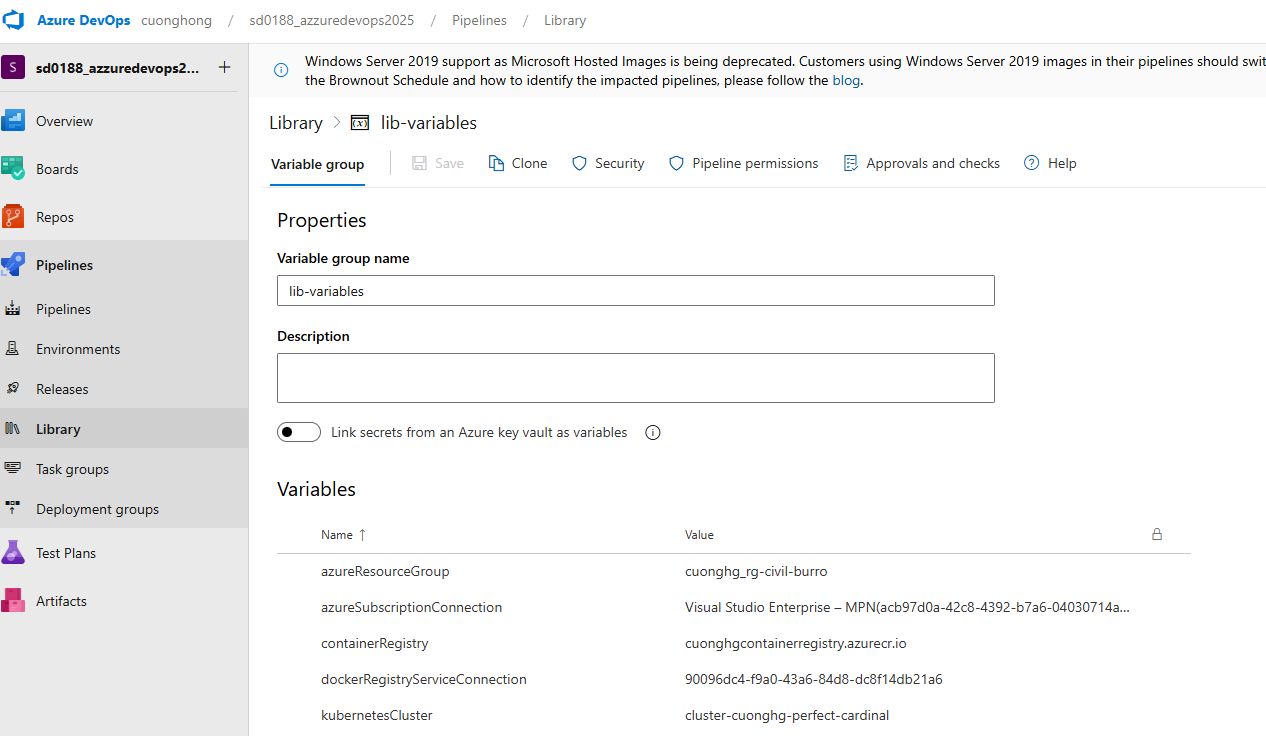 Azure DevOps cuonghong / sd0188_azzuredevops2025 / Pipelines / Library
S sd0188_azzuredevops2... +
Windows Server 2019 support as Microsoft Hosted Images is being deprecated. Customers using Windows Server 2019 images in their pipelines should swit
the Brownout Schedule and how to identify the impacted pipelines, please follow the blog.
Overview
Boards
Repos
Pipelines
Pipelines
Environments
Releases
Library
Task groups
Deployment groups
Test Plans
Artifacts
Library > (x) lib-variables
Variable group Save Clone Security Pipeline permissions Approvals and checks Help
Properties
Variable group name
lib-variables
Description
Link secrets from an Azure key vault as variables
Variables
Name ↑ Value
azureResourceGroup cuonghg_rg-civil-burro
azureSubscriptionConnection Visual Studio Enterprise – MPN(acb97d0a-42c8-4392-b7a6-04030714a...
containerRegistry cuonghgcontainerregistry.azurecr.io
dockerRegistryServiceConnection 90096dc4-f9a0-43a6-84d8-dc8f14db21a6
kubernetesCluster cluster-cuonghg-perfect-cardinal